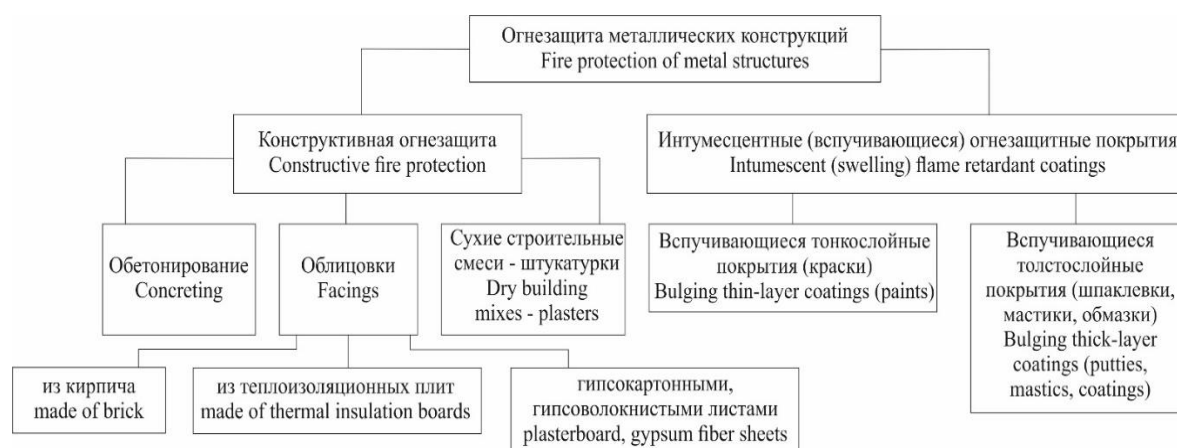 Огнезащита металлических конструкций
Fire protection of metal structures
Конструктивная огнезащита
Constructive fire protection
Интумесцентные (вспучивающиеся) огнезащитные покрытия
Intumescent (swelling) flame retardant coatings
Обетонирование
Concreting
Облицовки
Facings
Сухие строительные
смеси - штукатурки
Dry building
mixes - plasters
Вспучивающиеся тонкослойные
покрытия (краски)
Bulging thin-layer coatings (paints)
Вспучивающиеся
толстослойные
покрытия (шпаклевки,
мастики, обмазки)
Bulging thick-layer
coatings (putties,
mastics, coatings)
из кирпича
made of brick
из теплоизоляционных плит
made of thermal insulation boards
гипсокартонными,
гипсоволокнистыми листами
plasterboard, gypsum fiber sheets